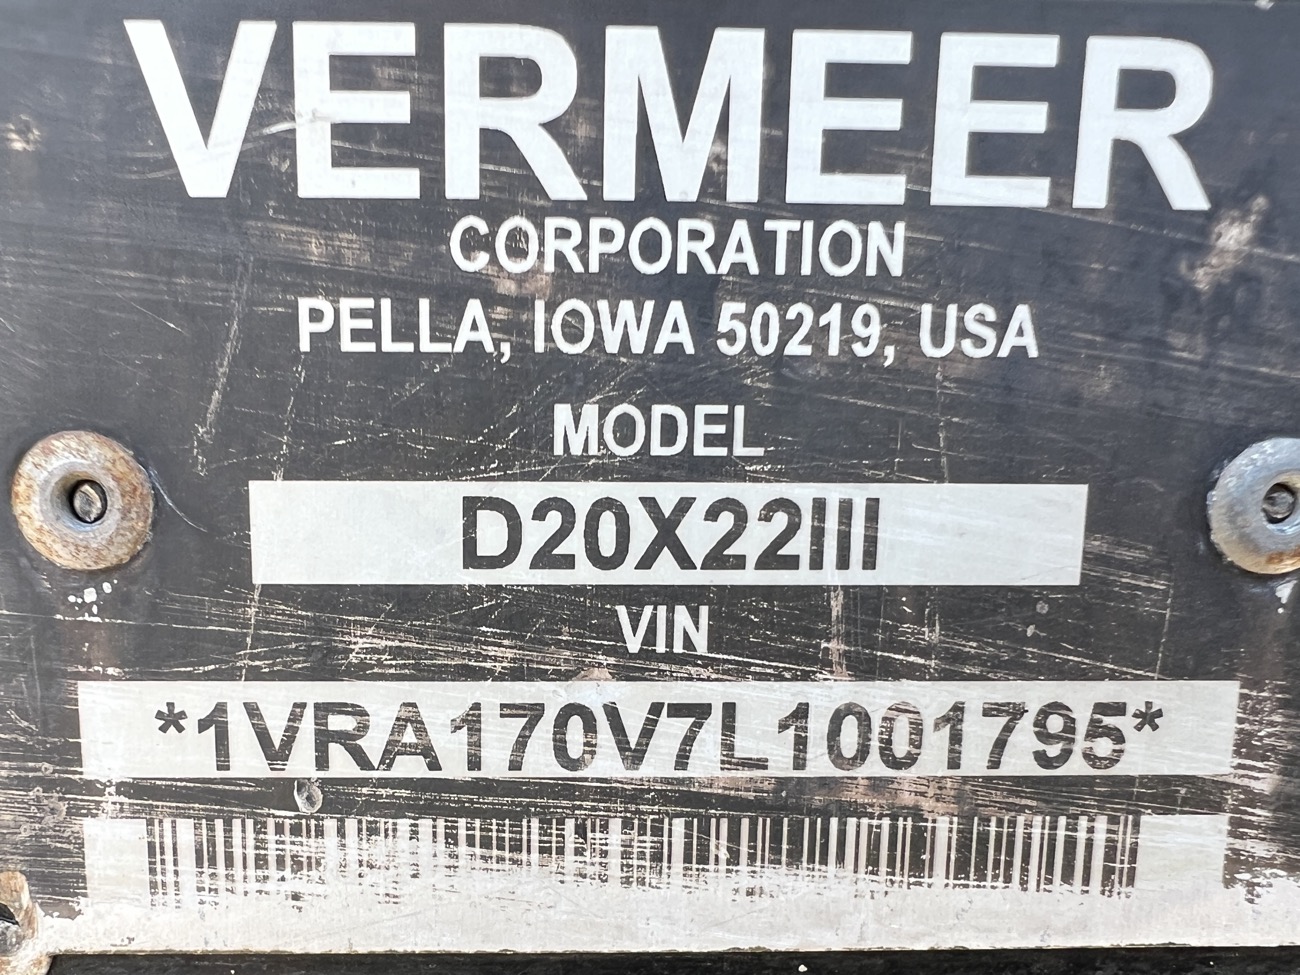 VERMEER
CORPORATION
PELLA, IOWA 50219, USA
MODEL
D20X22III
VIN
*1VRA170V7L1001795*